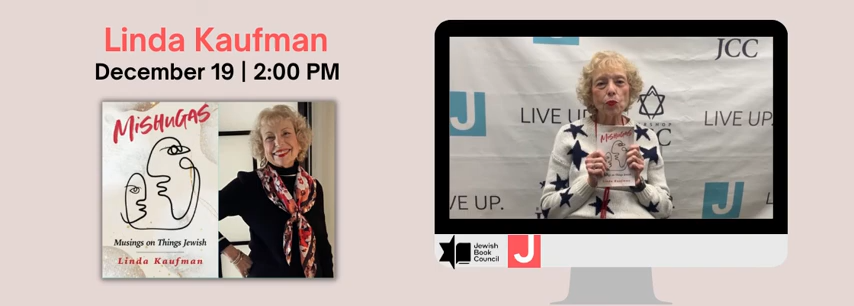 Linda Kaufman
December 19 | 2:00 PM
MiSHUGAS
Musings on Things Jewish
Linda Kaufman
JCC
J
LIVE UP.
LIVE UP.
VE UP.
J
MiSHUGAS
Jewish
Book
Council
J